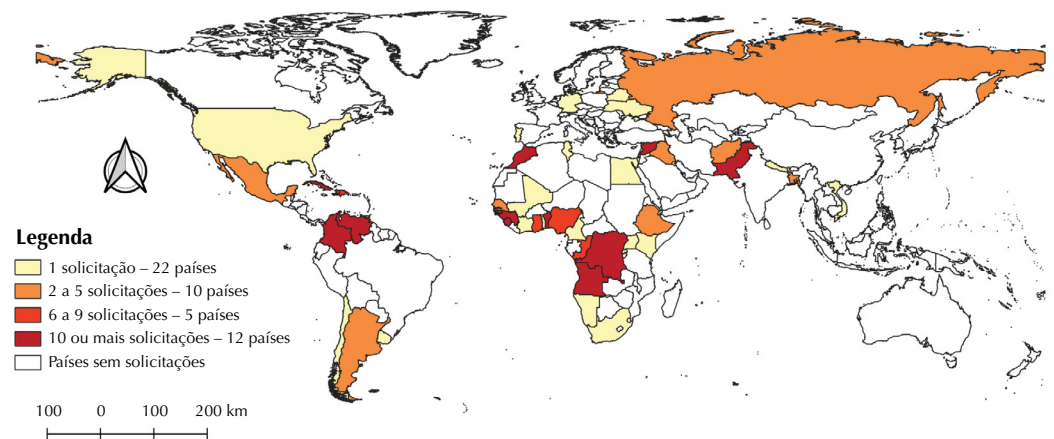 Legenda
1 solicitação – 22 países
2 a 5 solicitações – 10 países
6 a 9 solicitações – 5 países
10 ou mais solicitações – 12 países
Países sem solicitações
100 0 100 200 km